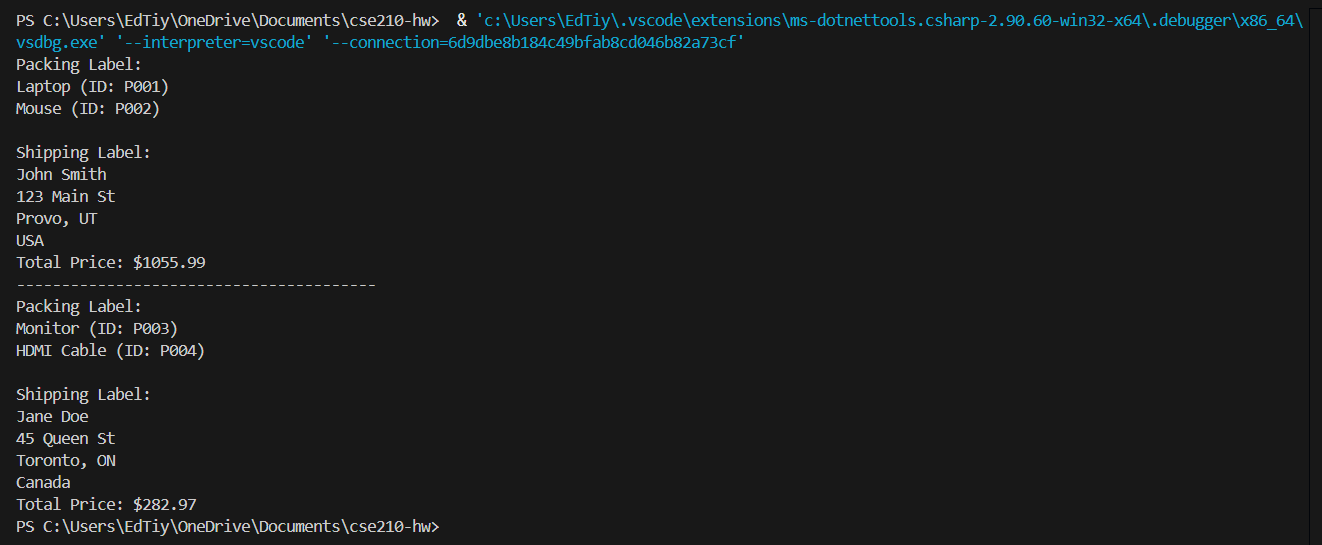 PS C:\Users\EdTiy\OneDrive\Documents\cse210-hw>  & 'c:\Users\EdTiy\.vscode\extensions\ms-dotnettools.csharp-2.90.60-win32-x64\.debugger\x86_64\
vsdbg.exe' '--interpreter=vscode' '--connection=6d9dbe8b184c49bfab8cd046b82a73cf'
Packing Label:
Laptop (ID: P001)
Mouse (ID: P002)

Shipping Label:
John Smith
123 Main St
Provo, UT
USA
Total Price: $1055.99
----------------------------------------
Packing Label:
Monitor (ID: P003)
HDMI Cable (ID: P004)

Shipping Label:
Jane Doe
45 Queen St
Toronto, ON
Canada
Total Price: $282.97
PS C:\Users\EdTiy\OneDrive\Documents\cse210-hw>